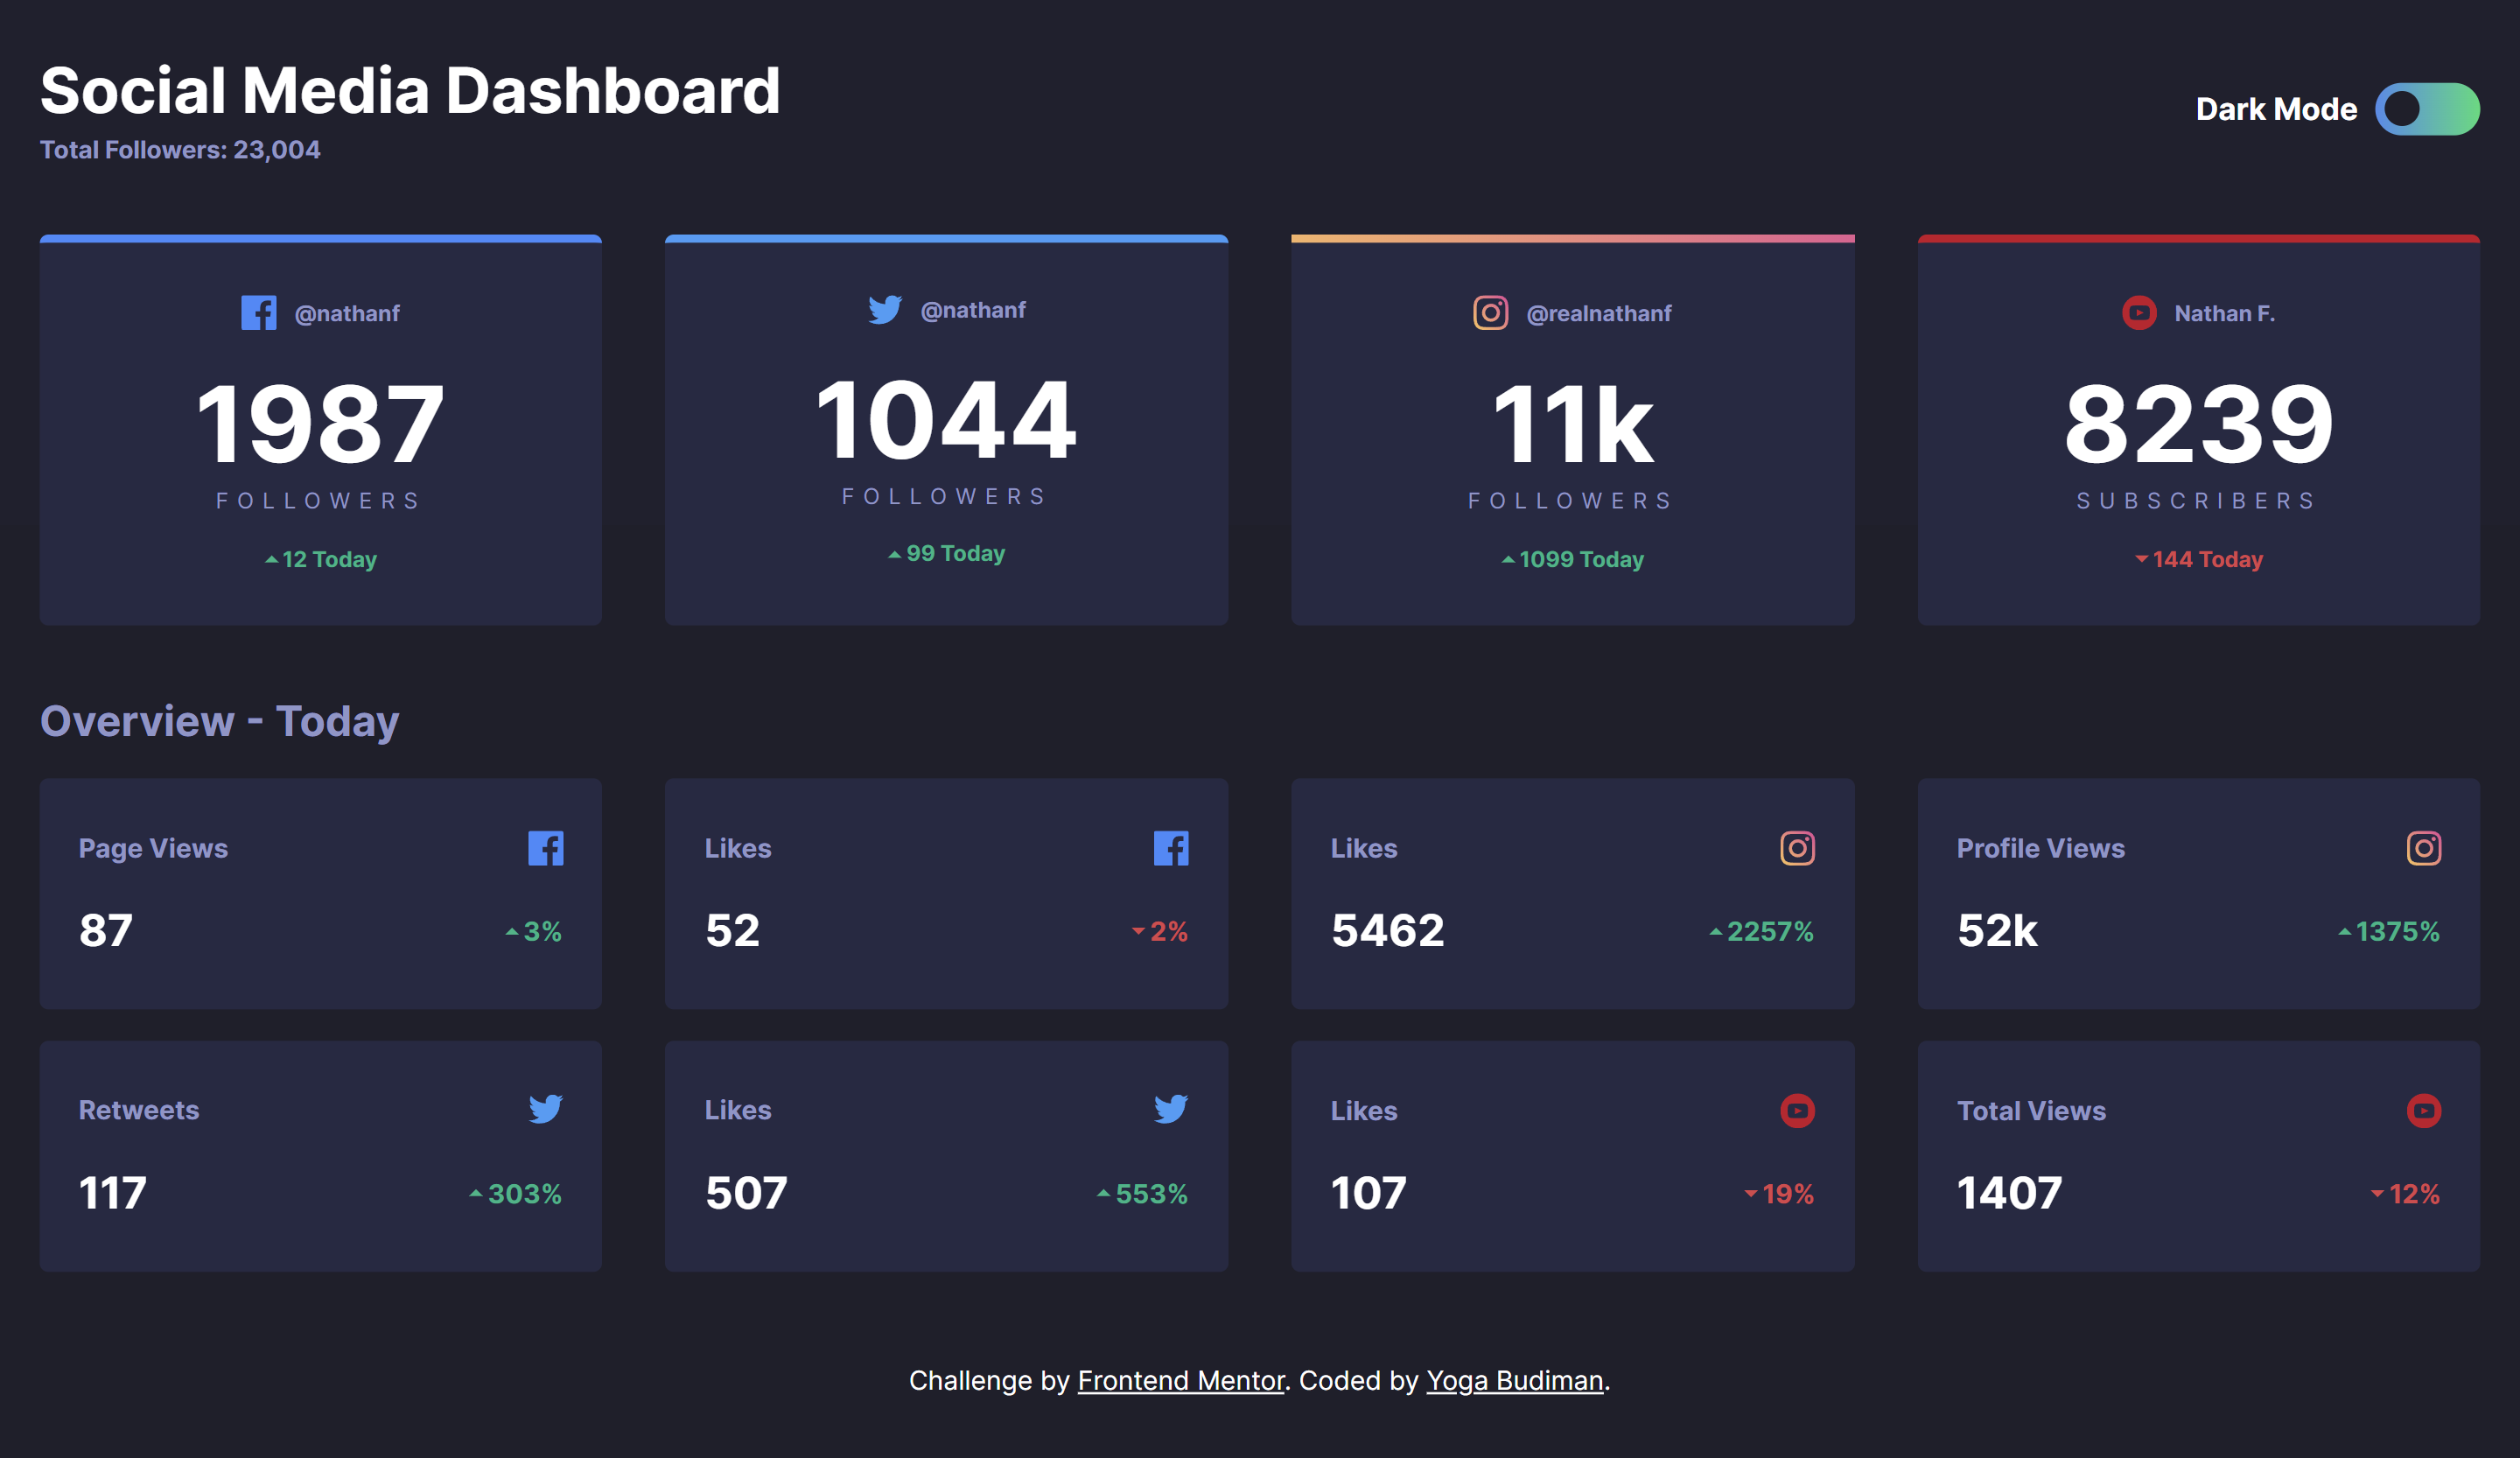 Social Media Dashboard
Total Followers: 23,004
Dark Mode
@nathanf
1987
FOLLOWERS
12 Today
@nathanf
1044
FOLLOWERS
99 Today
@realnathanf
11k
FOLLOWERS
1099 Today
Nathan F.
8239
SUBSCRIBERS
144 Today
Overview - Today
Page Views
87
3%
Likes
52
2%
Likes
5462
2257%
Profile Views
52k
1375%
Retweets
117
303%
Likes
507
553%
Likes
107
19%
Total Views
1407
12%
Challenge by Frontend Mentor. Coded by Yoga Budiman.